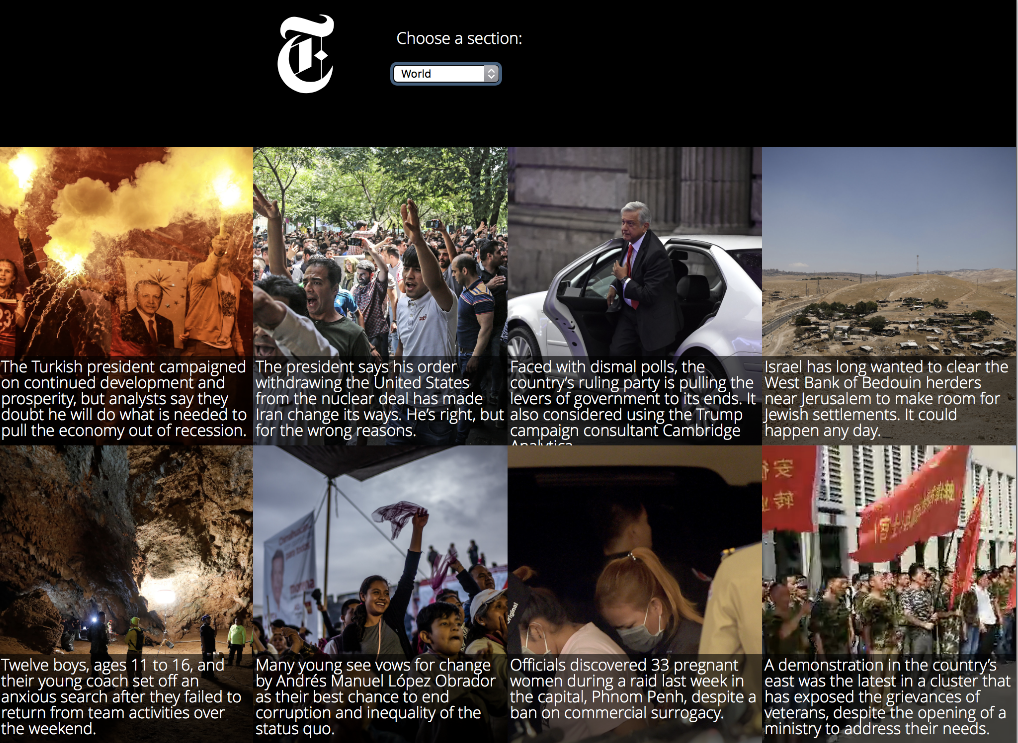 Choose a section:
World
The Turkish president campaigned
on continued development and
prosperity, but analysts say they
doubt he will do what is needed to
pull the economy out of recession.
The president says his order
withdrawing the United States
from the nuclear deal has made
Iran change its ways. He's right, but
for the wrong reasons.
Faced with dismal polls, the
country's ruling party is pulling the
levers of government to its ends. It
also considered using the Trump
campaign consultant Cambridge
Analytica.
Israel has long wanted to clear the
West Bank of Bedouin herders
near Jerusalem to make room for
Jewish settlements. It could
happen any day.
Twelve boys, ages 11 to 16, and
their young coach set off an
anxious search after they failed to
return from team activities over
the weekend.
Many young see vows for change
by Andrés Manuel López Obrador
as their best chance to end
corruption and inequality of the
status quo.
Officials discovered 33 pregnant
women during a raid last week in
the capital, Phnom Penh, despite a
ban on commercial surrogacy.
A demonstration in the country's
east was the latest in a cluster that
has exposed the grievances of
veterans, despite the opening of a
ministry to address their needs.